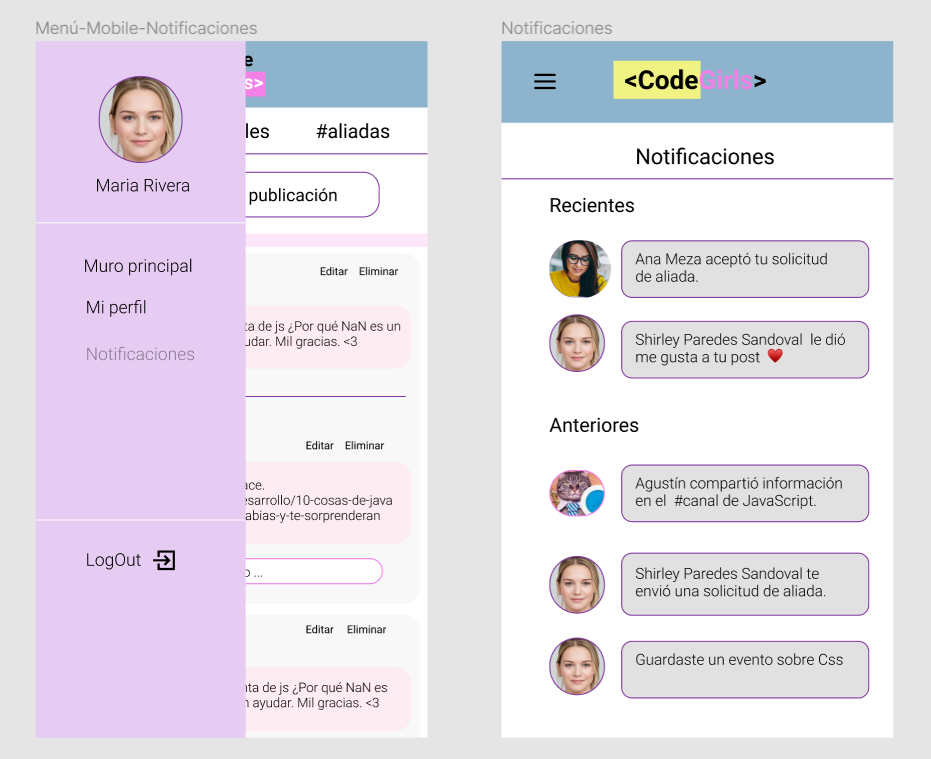 Menú-Mobile-Notificaciones
Maria Rivera
Muro principal
Mi perfil
Notificaciones
LogOut
e
s>
les #aliadas
publicación
Editar Eliminar
ta de js ¿Por qué NaN es un
udar. Mil gracias. <3
Editar Eliminar
ace.
esarrollo/10-cosas-de-java
abias-y-te-sorprenderan
o ...
Editar Eliminar
nta de js ¿Por qué NaN es
n ayudar. Mil gracias. <3
Notificaciones
<CodeGirls>
Notificaciones
Recientes
Ana Meza aceptó tu solicitud
de aliada.
Shirley Paredes Sandoval le dió
me gusta a tu post ♥
Anteriores
Agustín compartió información
en el #canal de JavaScript.
Shirley Paredes Sandoval te
envió una solicitud de aliada.
Guardaste un evento sobre Css